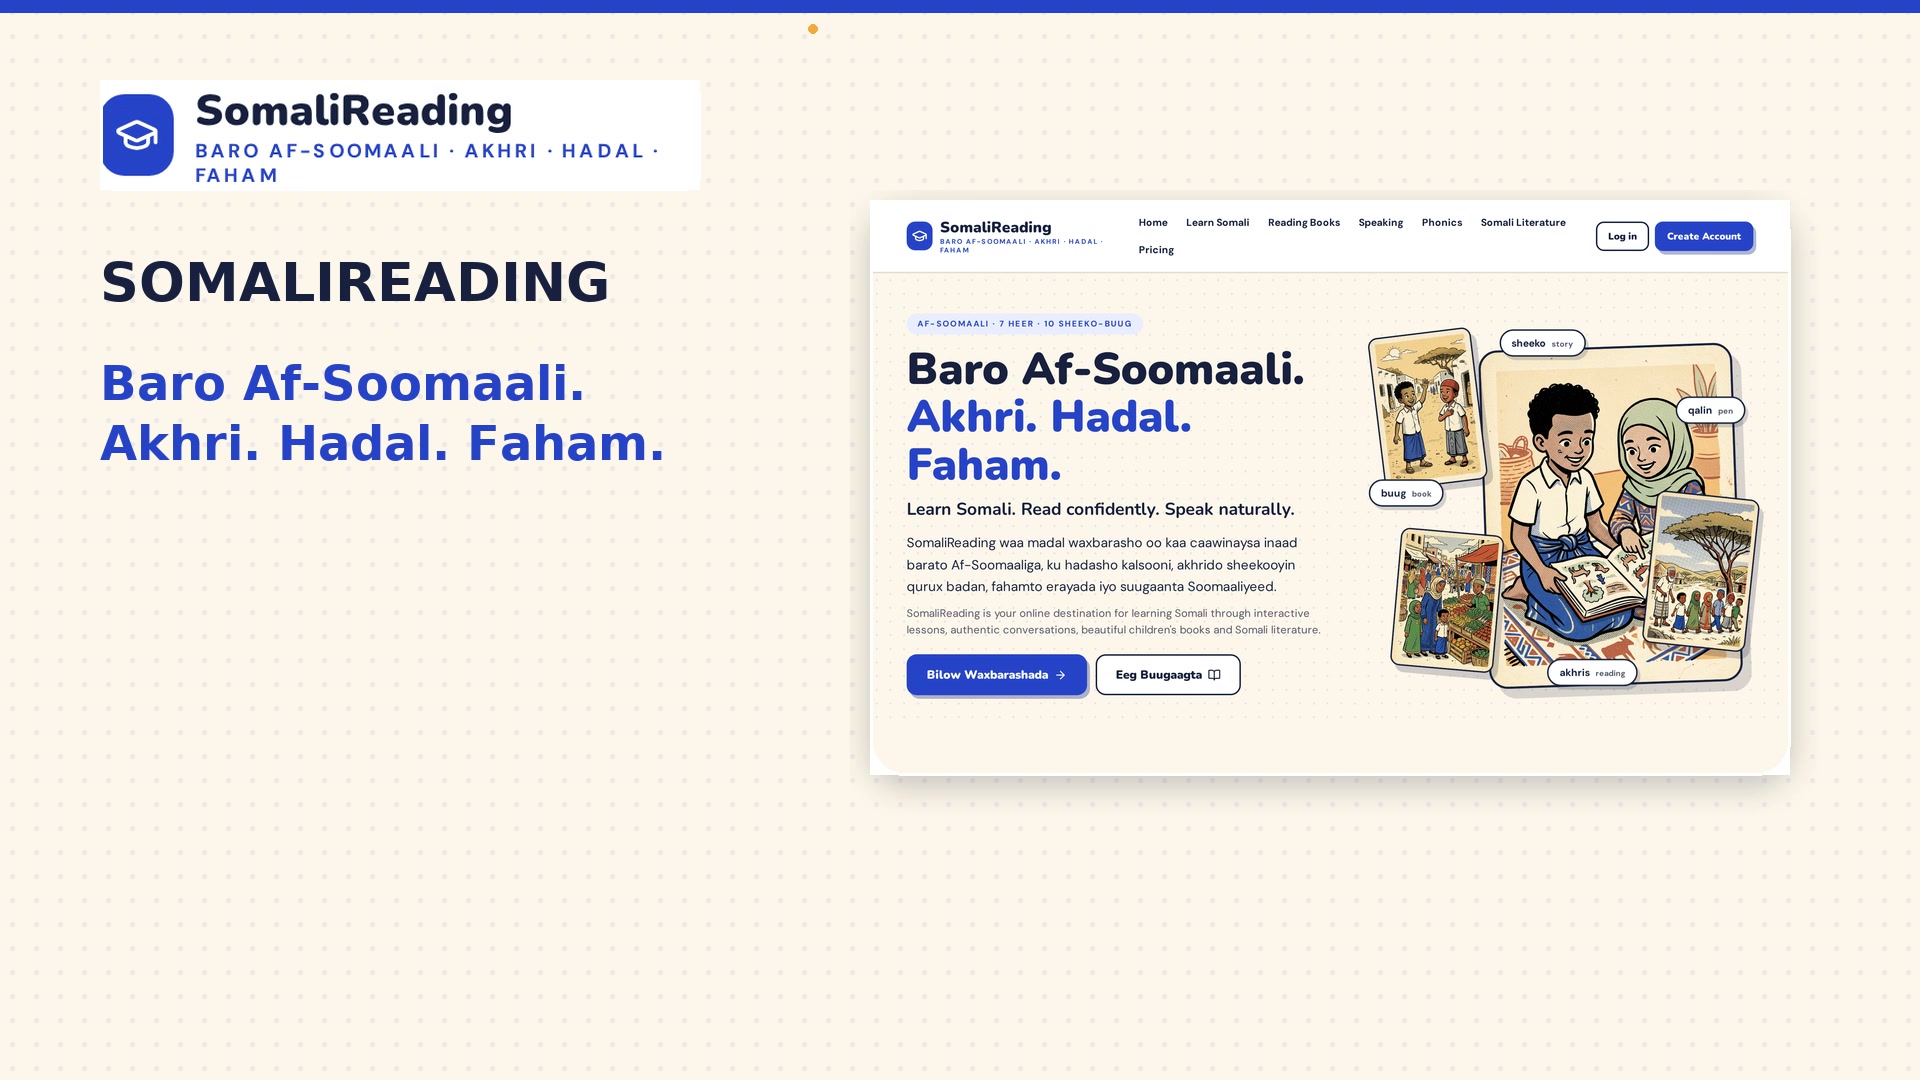 SomaliReading
BARO AF-SOOMAALI · AKHRI · HADAL ·
FAHAM
SOMALIREADING
Baro Af-Soomaali.
Akhri. Hadal. Faham.
SomaliReading
BARO AF-SOOMAALI · AKHRI · HADAL ·
FAHAM
Home Learn Somali Reading Books Speaking Phonics Somali Literature
Pricing
Log in Create Account
AF-SOOMAALI · 7 HEER · 10 SHEEKO-BUUG
Baro Af-Soomaali.
Akhri. Hadal.
Faham.
Learn Somali. Read confidently. Speak naturally.
SomaliReading waa madal waxbarasho oo kaa caawinaysa inaad
barato Af-Soomaaliga, ku hadasho kalsooni, akhrido sheekooyin
qurux badan, fahamto erayada iyo suugaanta Soomaaliyeed.
SomaliReading is your online destination for learning Somali through interactive
lessons, authentic conversations, beautiful children's books and Somali literature.
Bilow Waxbarashada → Eeg Buugaagta
sheeko story
qalin pen
buug book
akhris reading